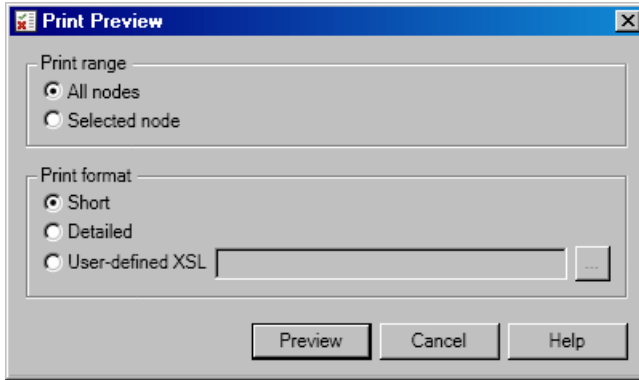 Print Preview
Print range
All nodes
Selected node
Print format
Short
Detailed
User-defined XSL ...
Preview Cancel Help